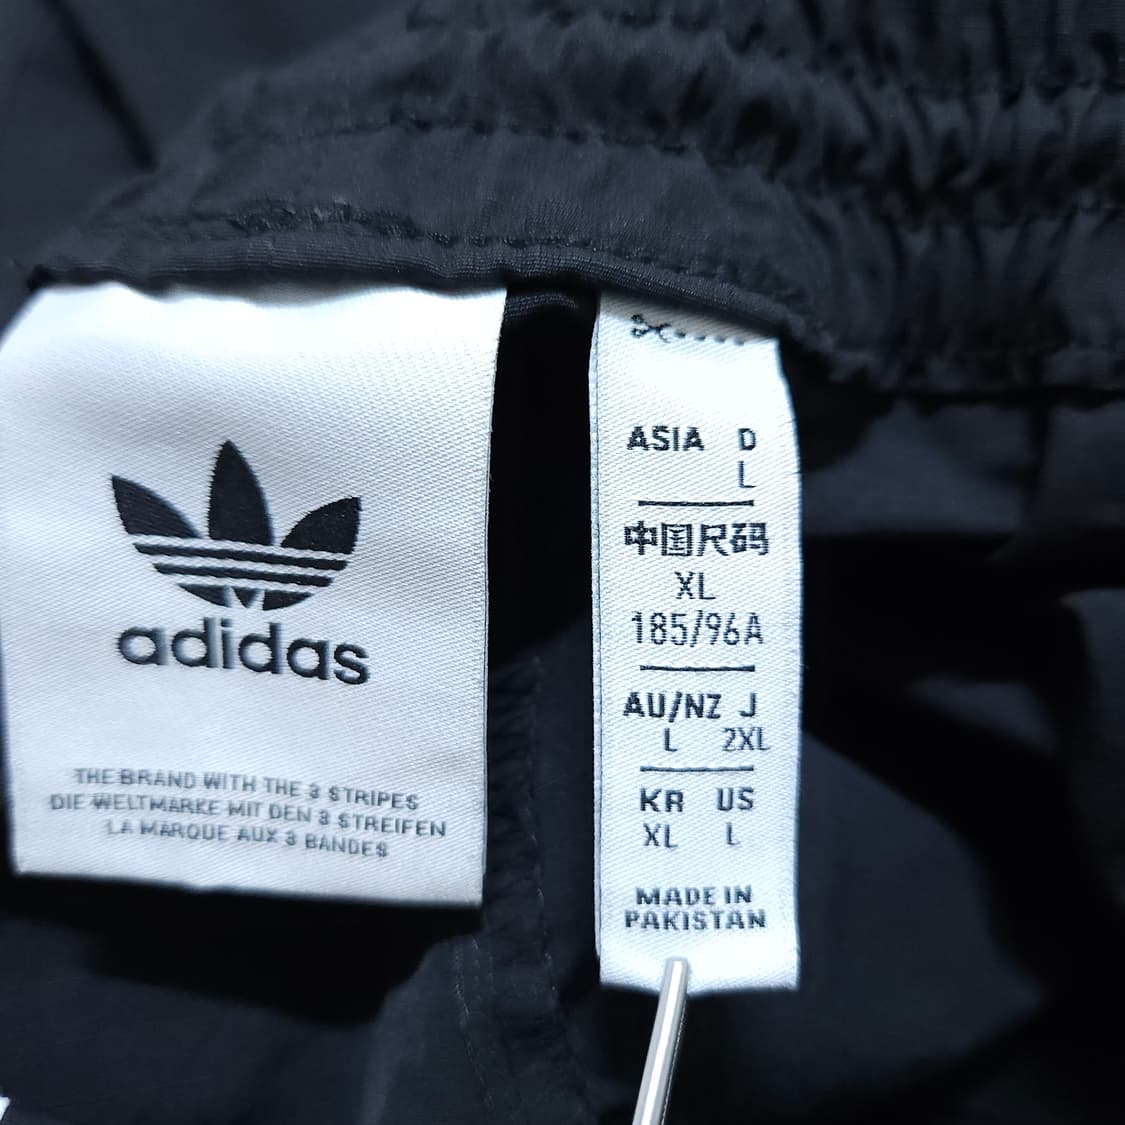 adidas
THE BRAND WITH THE 3 STRIPES
DIE WELTMARKE MIT DEN 3 STREIFEN
LA MARQUE AUX 3 BANDES
ASIA D
L
中国尺码
XL
185/96A
AU/NZ J
L 2XL
KR US
XL L
MADE IN
PAKISTAN